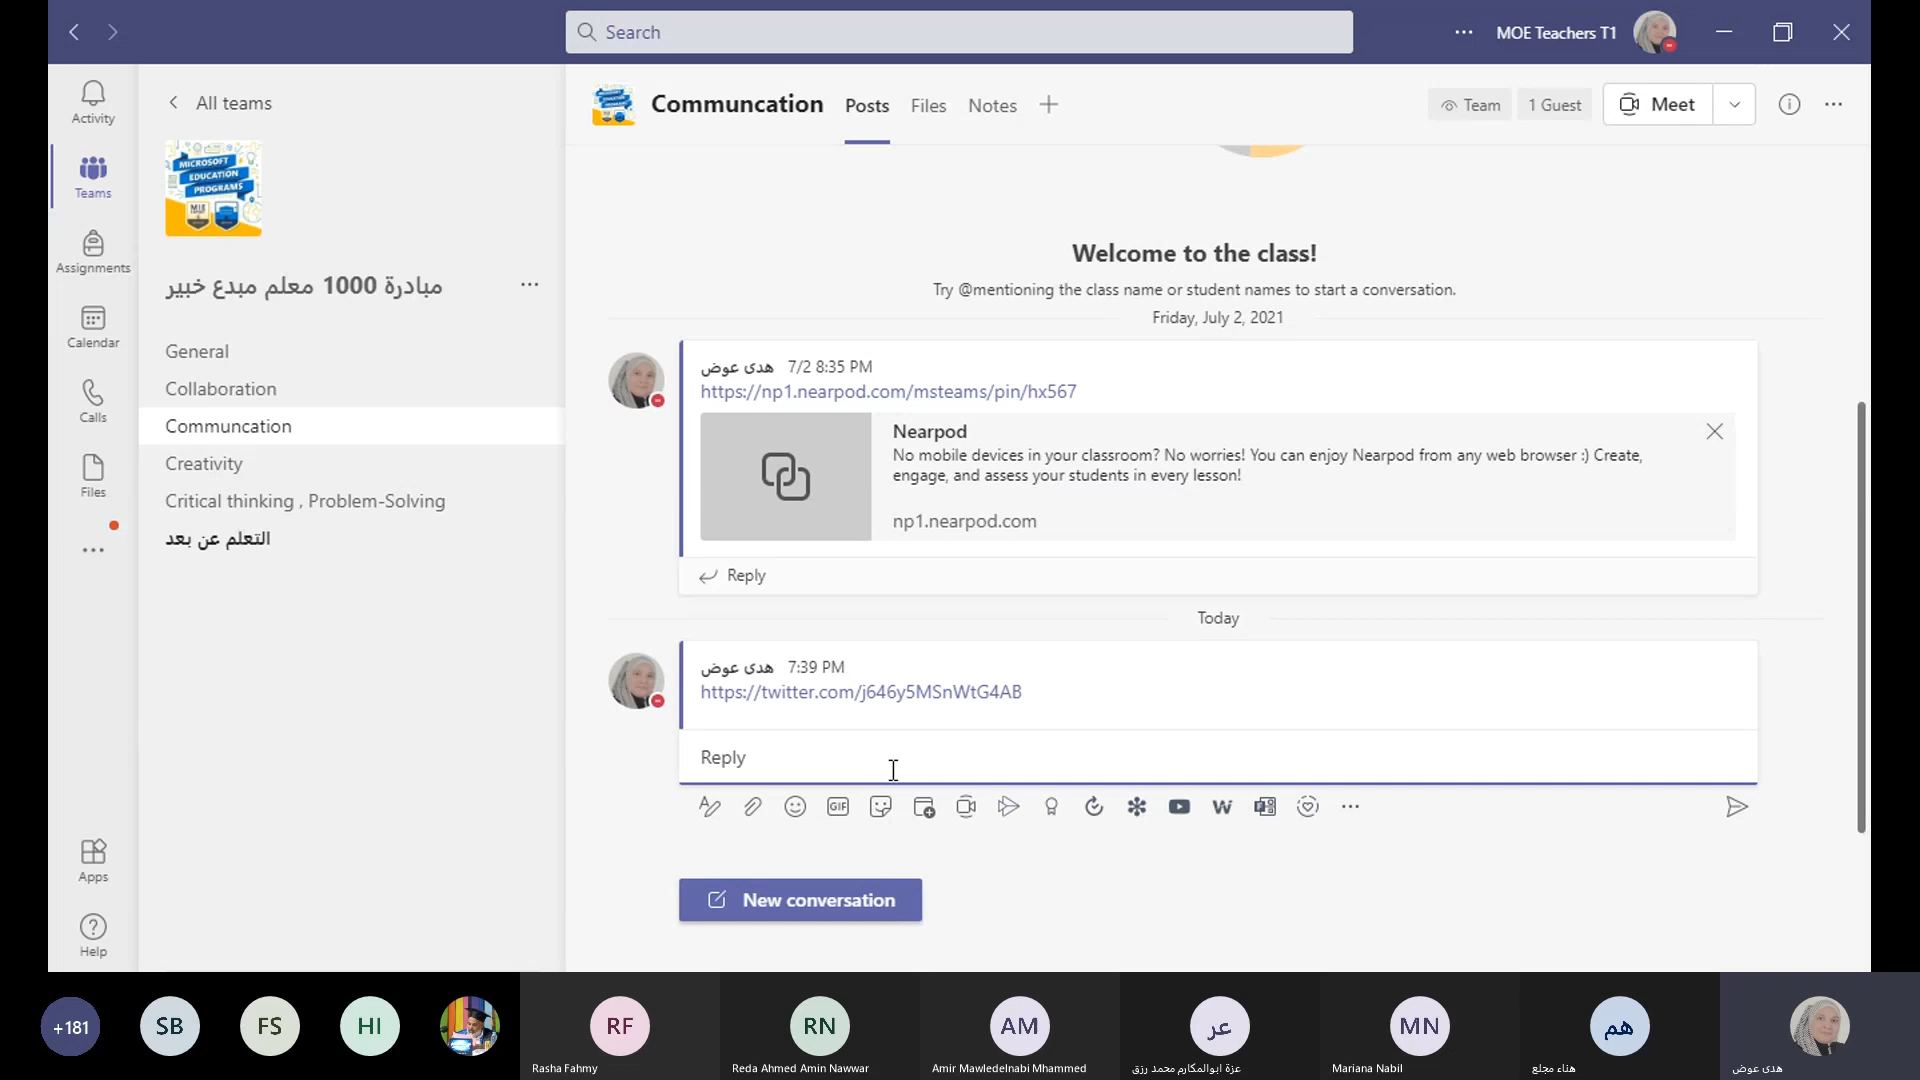 Search
MOE Teachers T1
Activity
Teams
Assignments
Calendar
Calls
Files
Apps
Help
All teams
MICROSOFT
EDUCATION
PROGRAMS
مبادرة 1000 معلم مبدع خبير
General
Collaboration
Communcation
Creativity
Critical thinking , Problem-Solving
التعلم عن بعد
Communcation
Posts
Files
Notes
Team
1 Guest
Meet
Welcome to the class!
Try @mentioning the class name or student names to start a conversation.
Friday, July 2, 2021
هدى عوض 7/2 8:35 PM
https://np1.nearpod.com/msteams/pin/hx567
Nearpod
No mobile devices in your classroom? No worries! You can enjoy Nearpod from any web browser :) Create,
engage, and assess your students in every lesson!
np1.nearpod.com
Reply
Today
هدى عوض 7:39 PM
https://twitter.com/j646y5MSnWtG4AB
Reply
GIF
New conversation
+181
SB
FS
HI
RF
Rasha Fahmy
RN
Reda Ahmed Amin Nawwar
AM
Amir Mawledelnabi Mhammed
عر
عزة ابوالمكارم محمد رزق
MN
Mariana Nabil
هم
هناء مجلع
هدى عوض